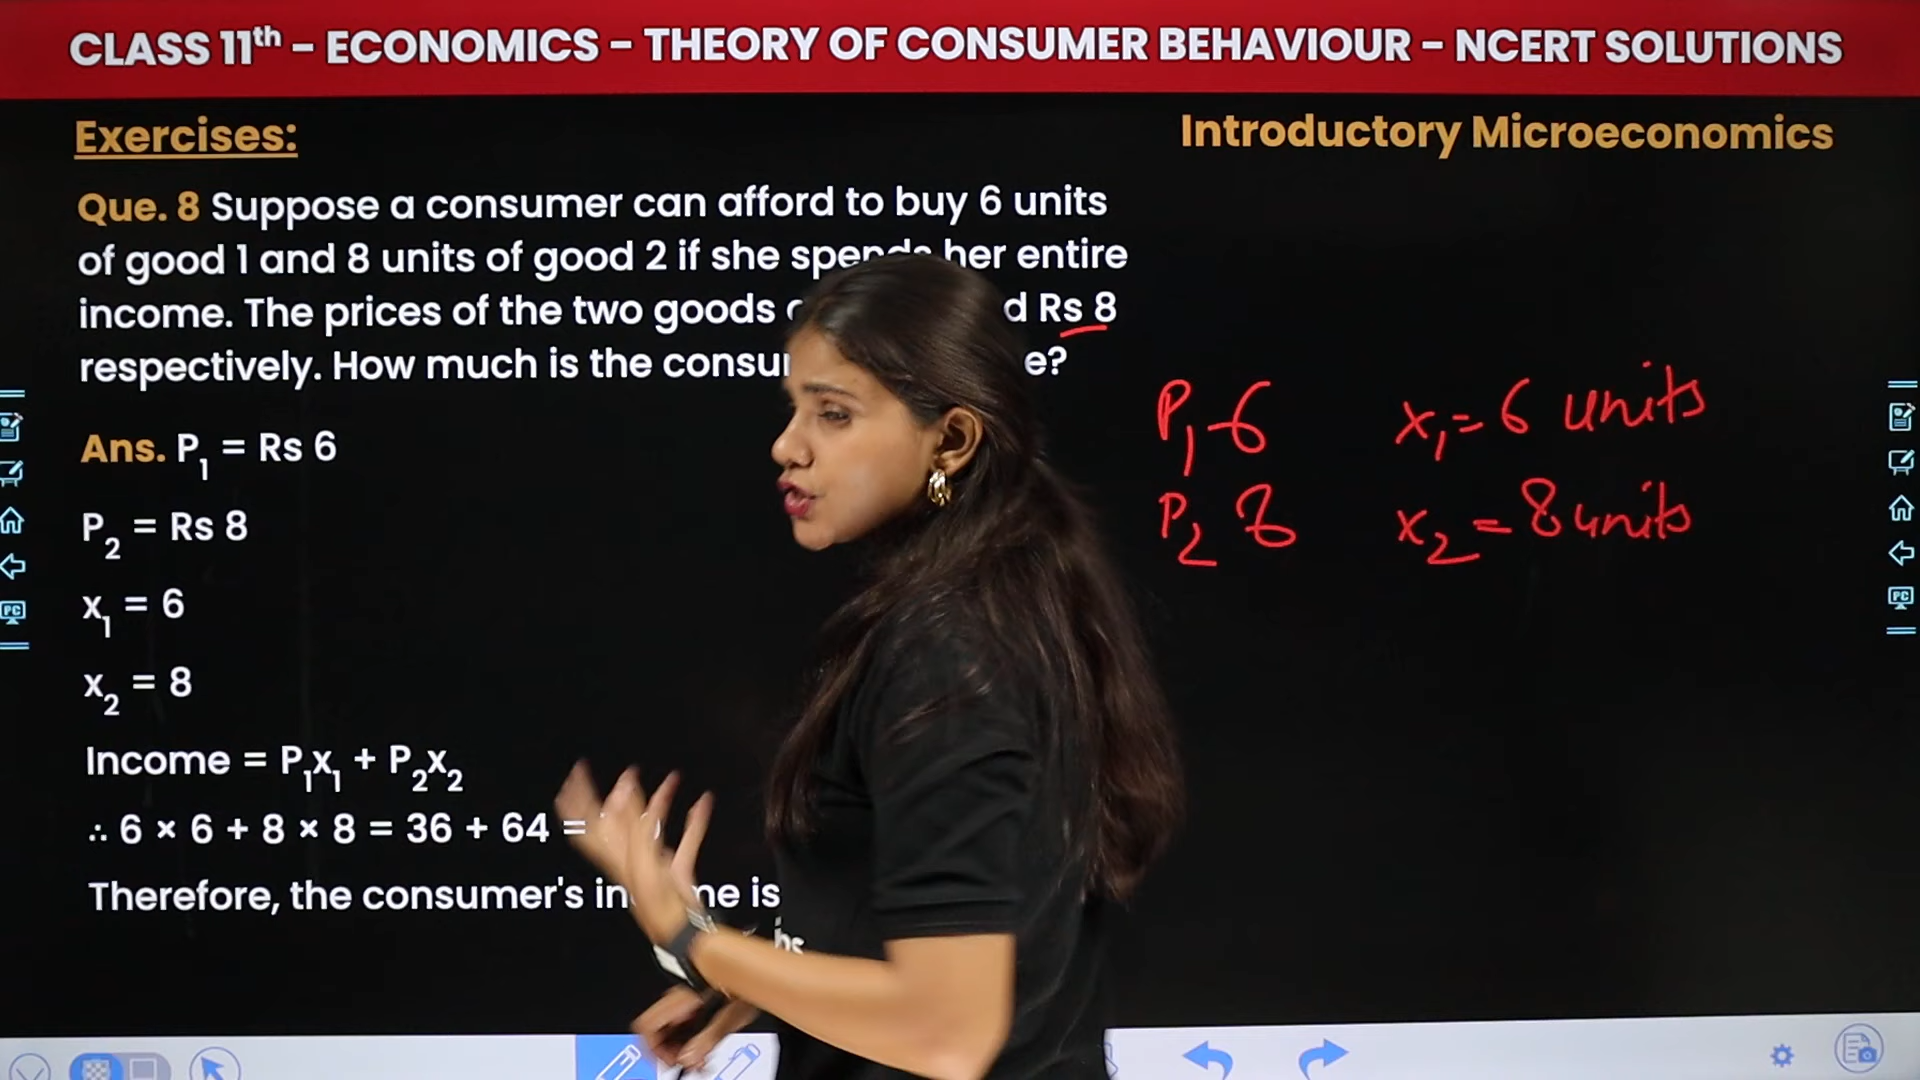 CLASS 11th – ECONOMICS – THEORY OF CONSUMER BEHAVIOUR – NCERT SOLUTIONS
Exercises:
Introductory Microeconomics
Que. 8 Suppose a consumer can afford to buy 6 units
of good 1 and 8 units of good 2 if she spends her entire
income. The prices of the two goods Rs 8
respectively. How much is the
Ans. P1 = Rs 6
P2 = Rs 8
x1 = 6
x2 = 8
Income = P1x1 + P2x2
∴ 6 × 6 + 8 × 8 = 36 + 64 =
Therefore, the consumer's income is
P1-6 x1= 6 units
P2 8 x2 = 8 units
PC
PC